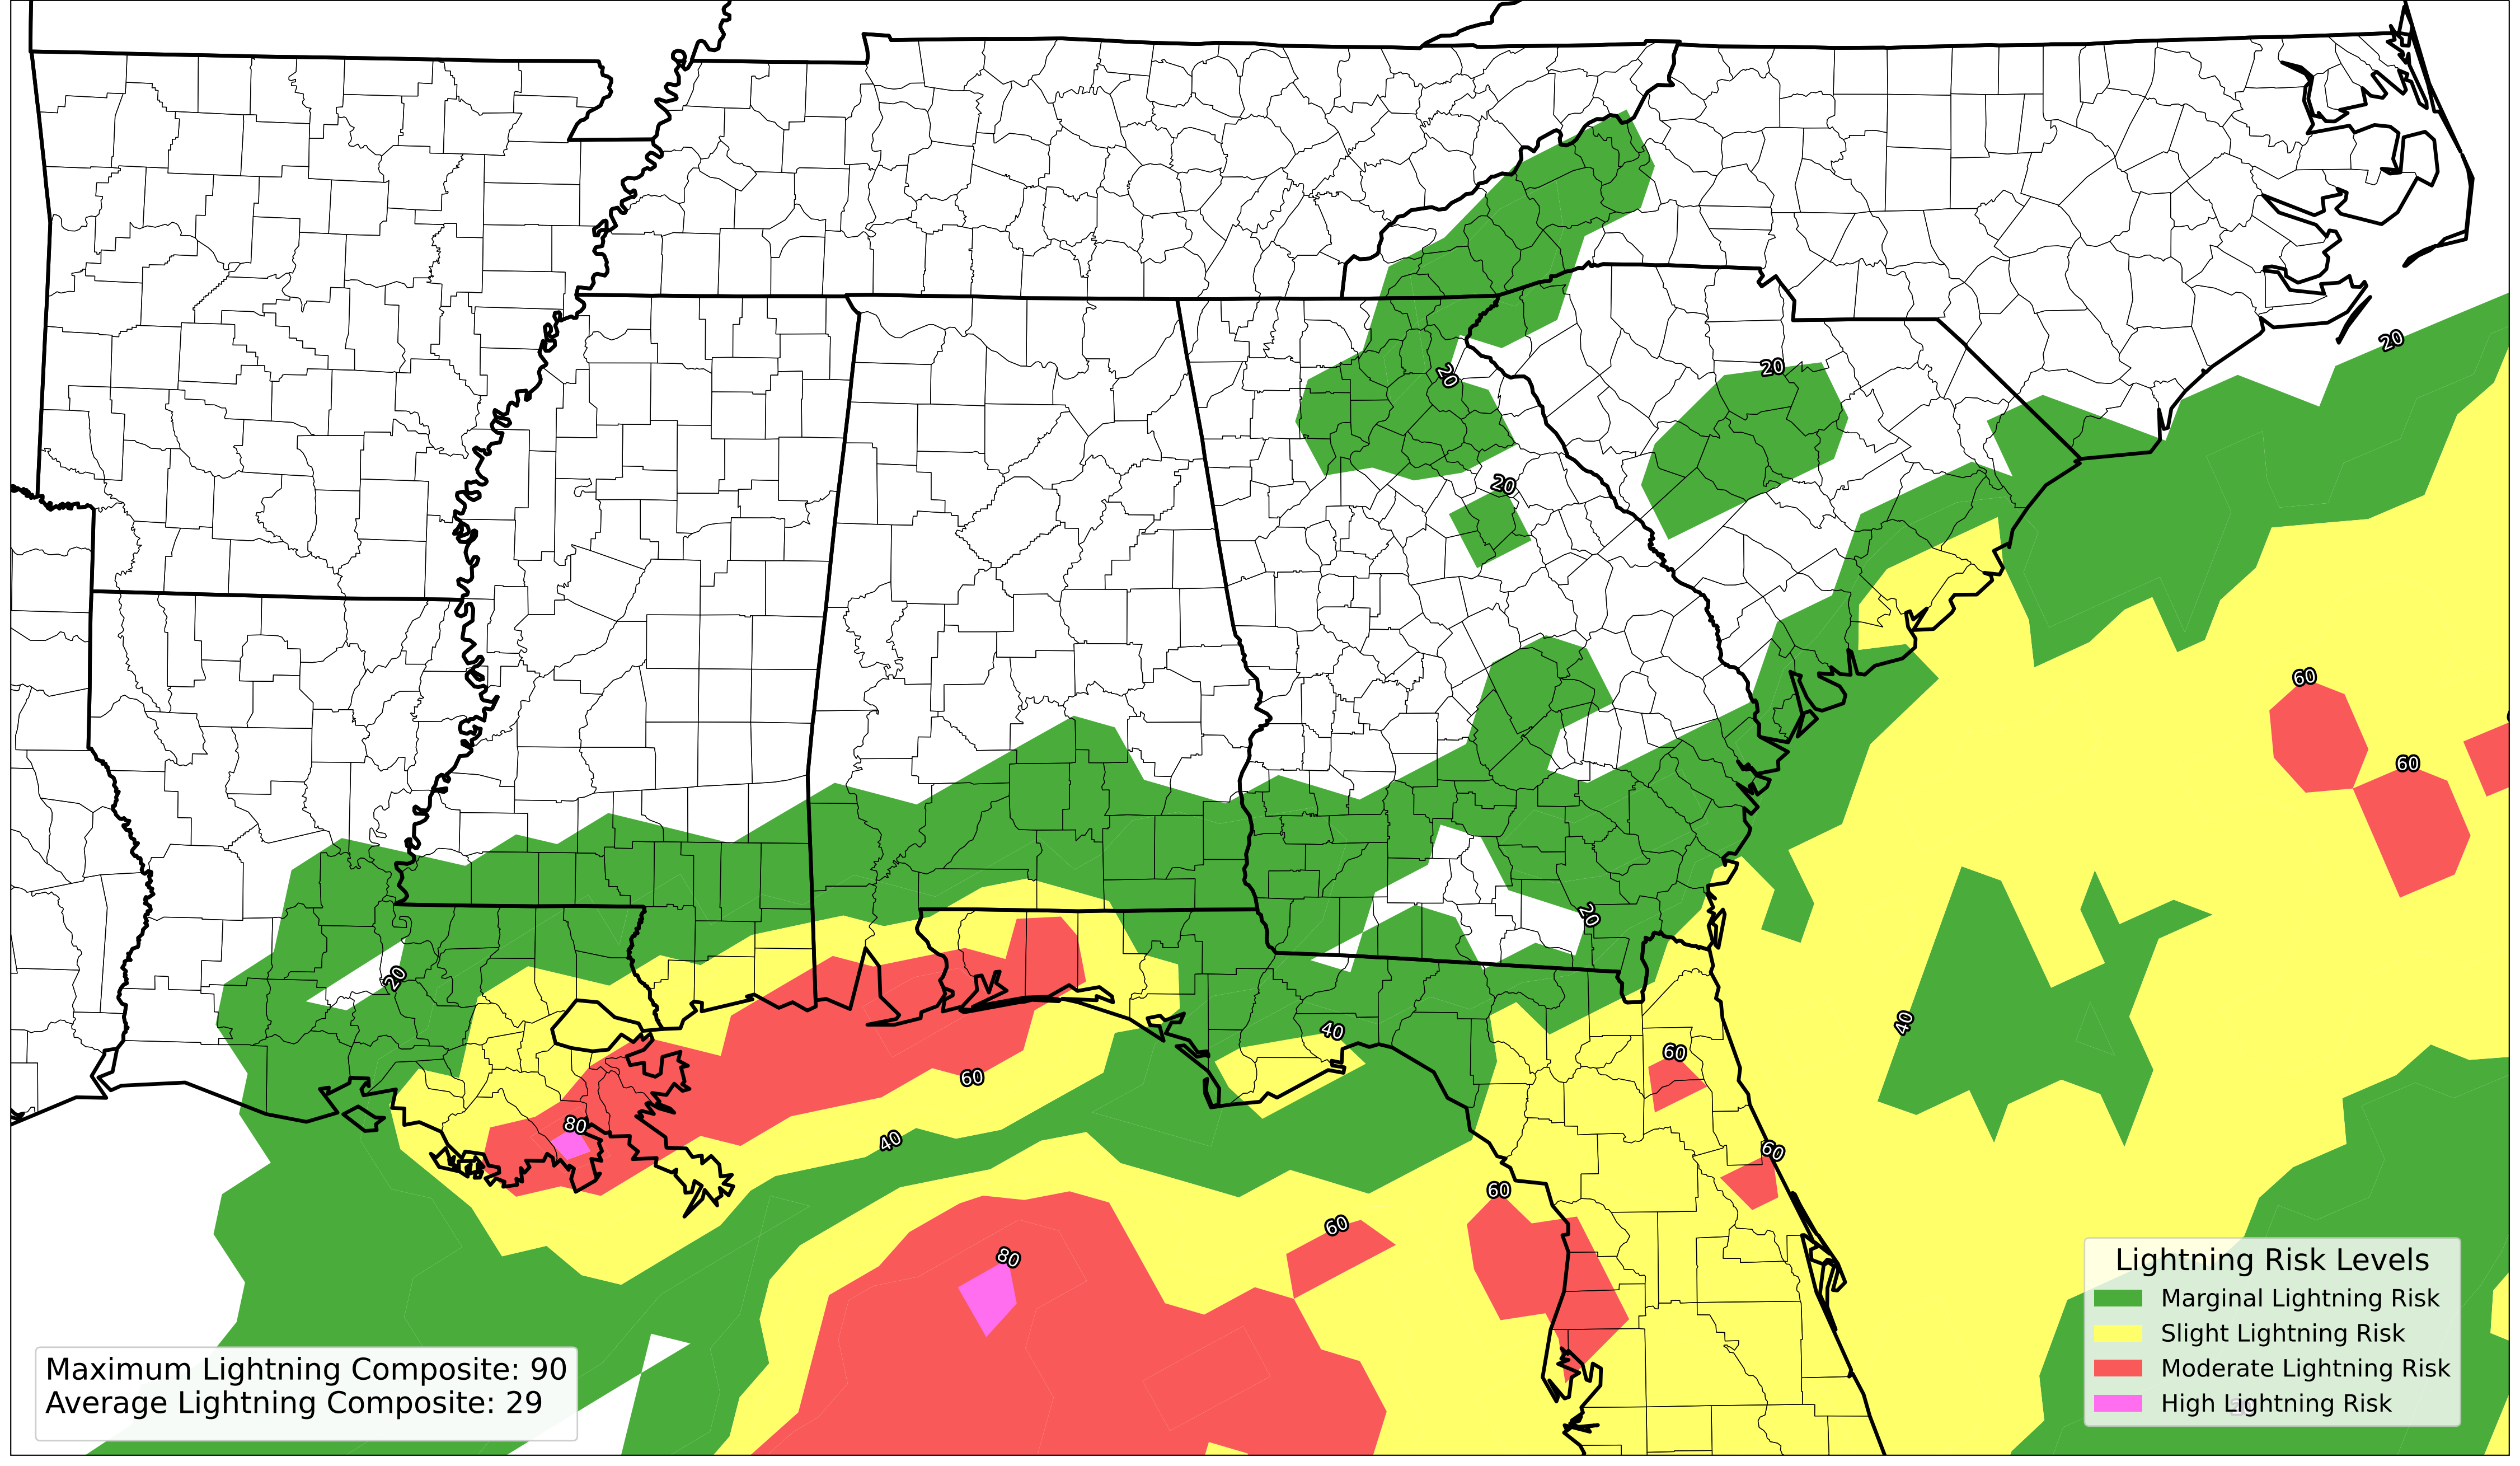 20
20
20
20
60
60
20
20
40
40
60
60
40
80
60
60
80
60
Lightning Risk Levels
Marginal Lightning Risk
Slight Lightning Risk
Moderate Lightning Risk
High Lightning Risk
Maximum Lightning Composite: 90
Average Lightning Composite: 29